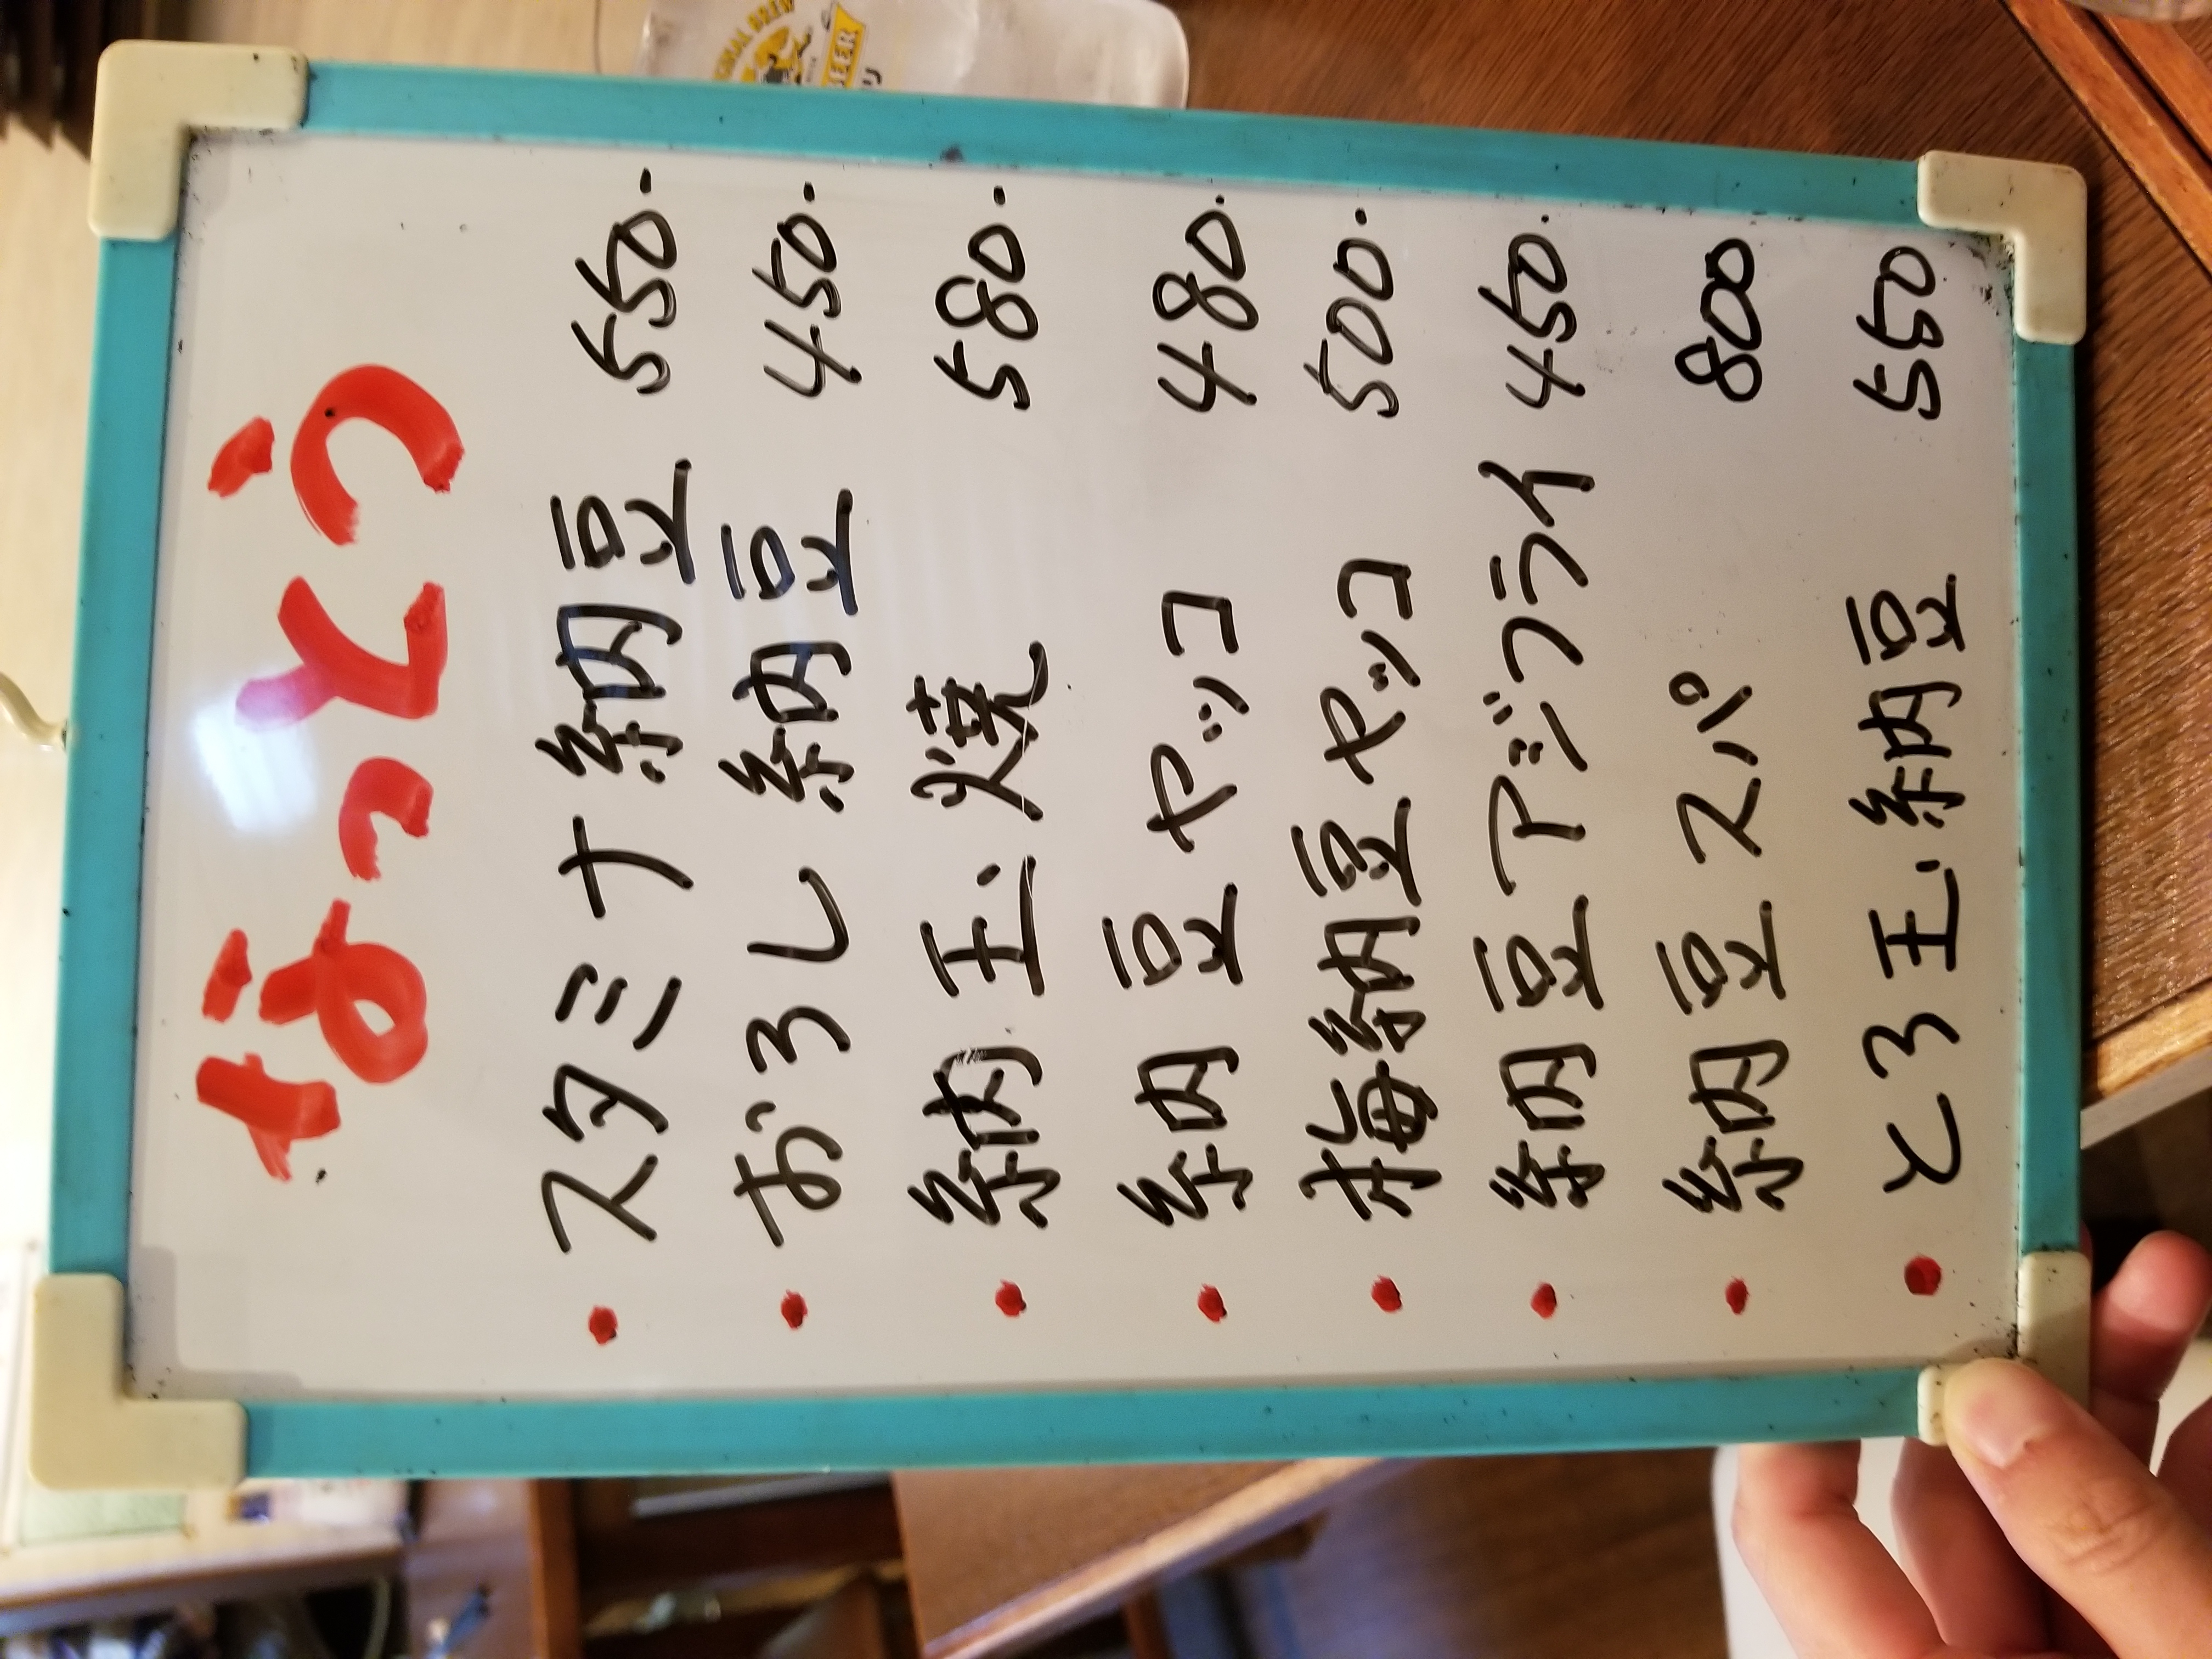 なっとう
・スタミナ納豆 550-
・おろし納豆 450-
・納玉焼 580-
・納豆ヤッコ 480-
・梅納豆ヤッコ 500-
・納豆アジフライ 450-
・納豆スパ 800
・とろ玉納豆 550
BEER